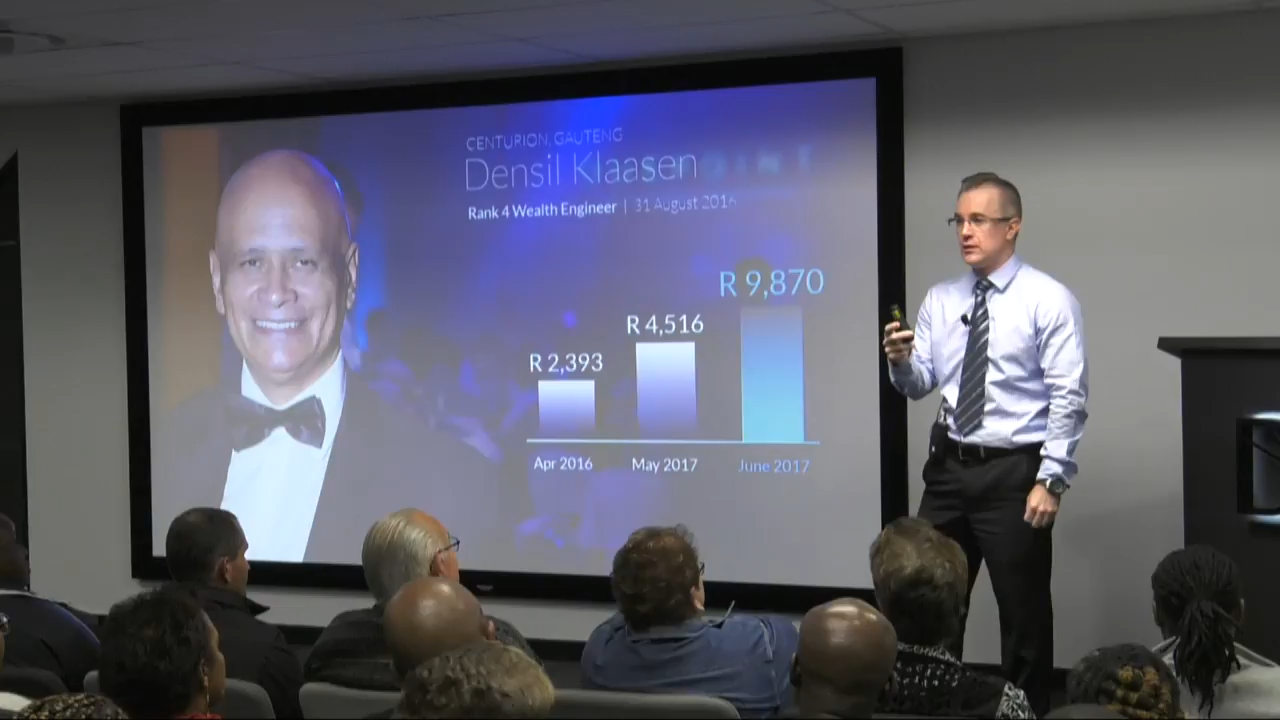 CENTURION, GAUTENG
Densil Klaasen
Rank 4 Wealth Engineer | 31 August 2016
R 9,870
R 4,516
R 2,393
Apr 2016
May 2017
June 2017